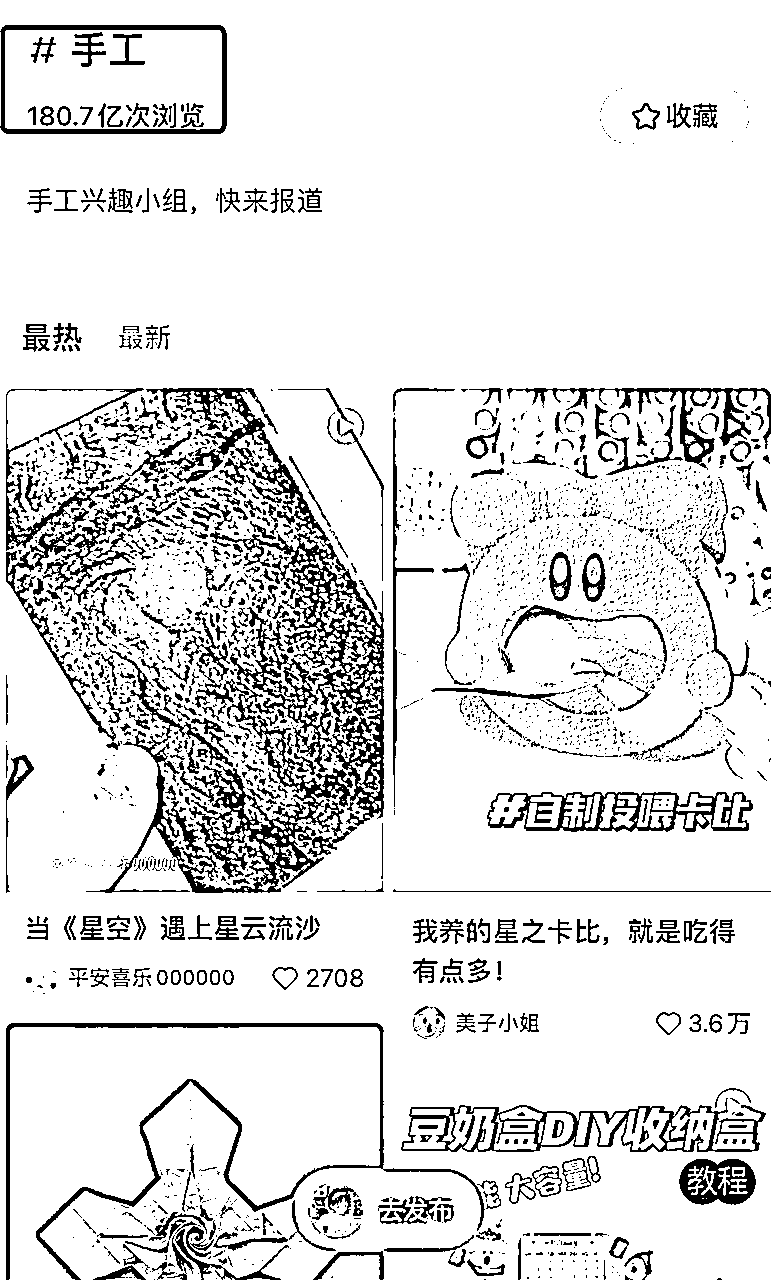 # 手工
180.7亿次浏览
收藏
手工兴趣小组，快来报道
最热 最新
#自制投喂卡比
当《星空》遇上星云流沙
平安喜乐000000 2708
我养的星之卡比，就是吃得
有点多！
美子小姐 3.6万
豆奶盒DIY收纳盒
教程
大容量！
去发布